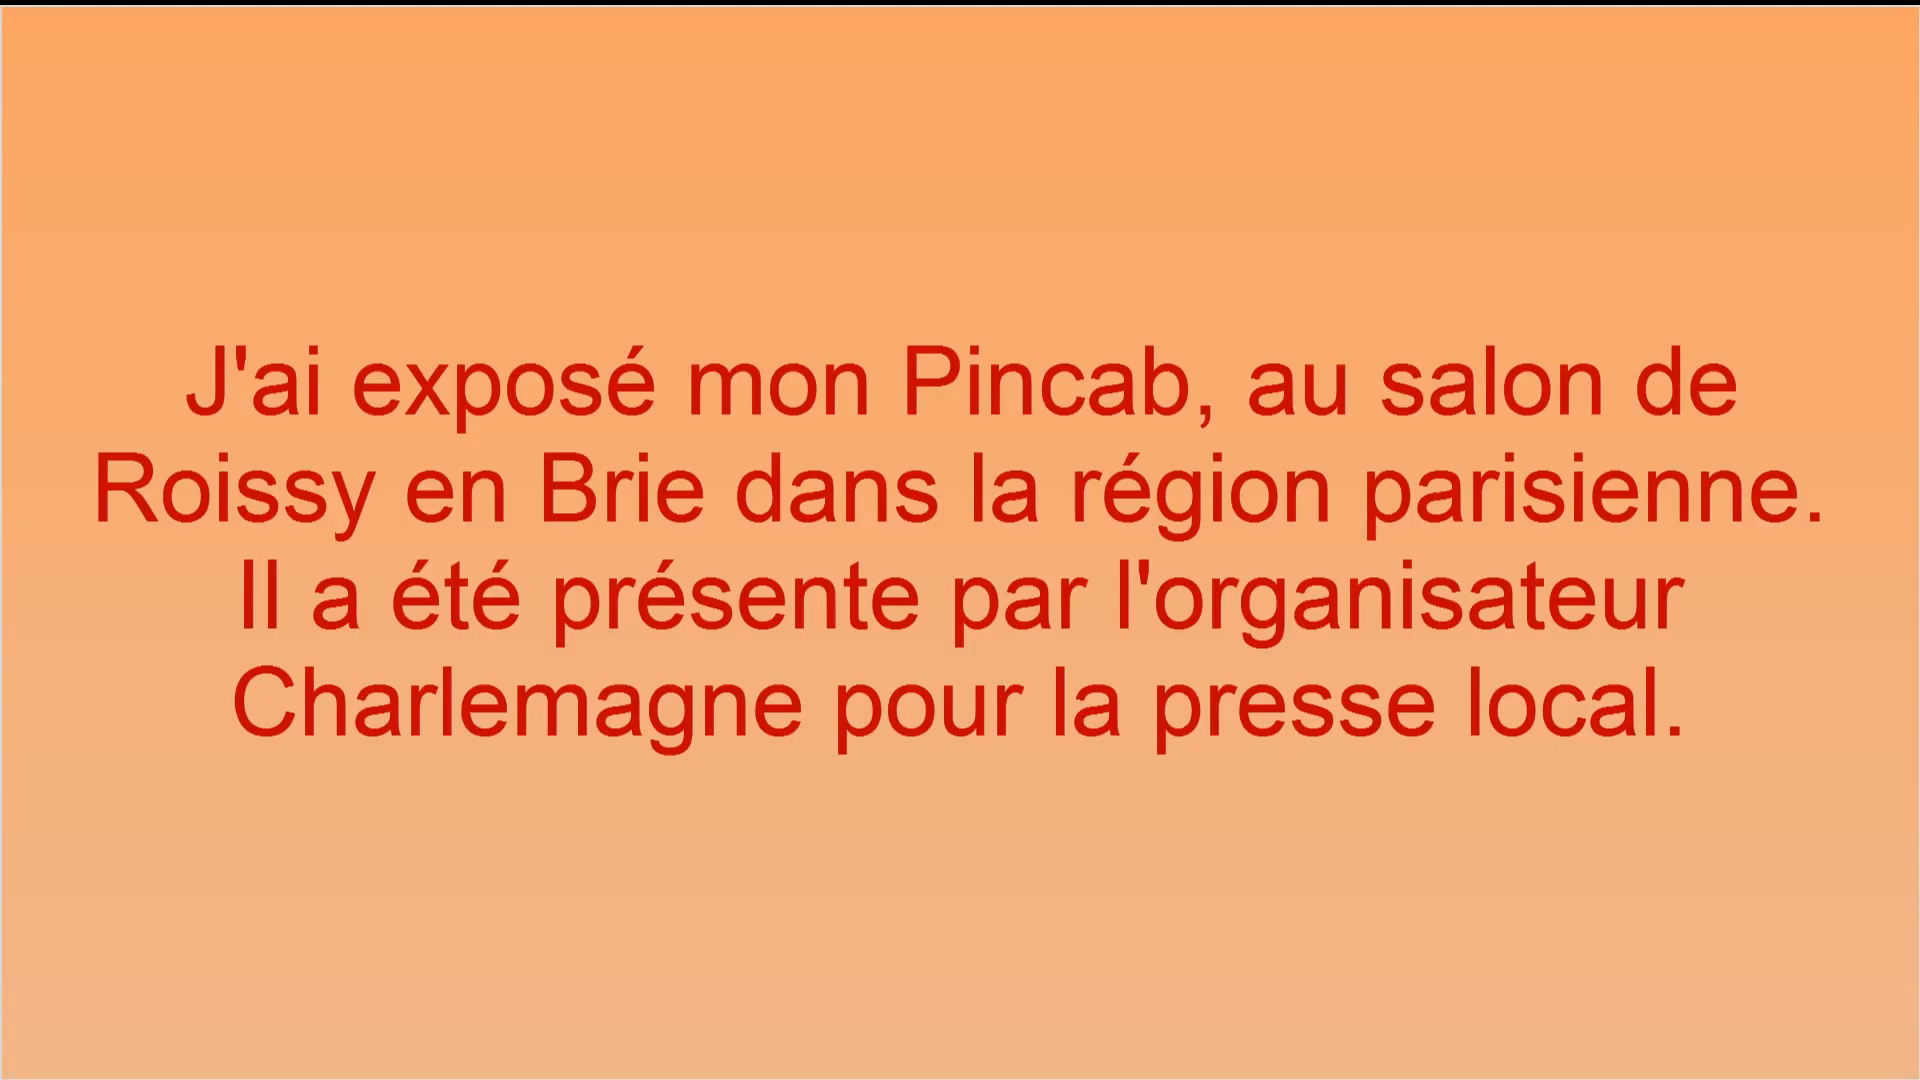 J'ai exposé mon Pincab, au salon de
Roissy en Brie dans la région parisienne.
Il a été présente par l'organisateur
Charlemagne pour la presse local.